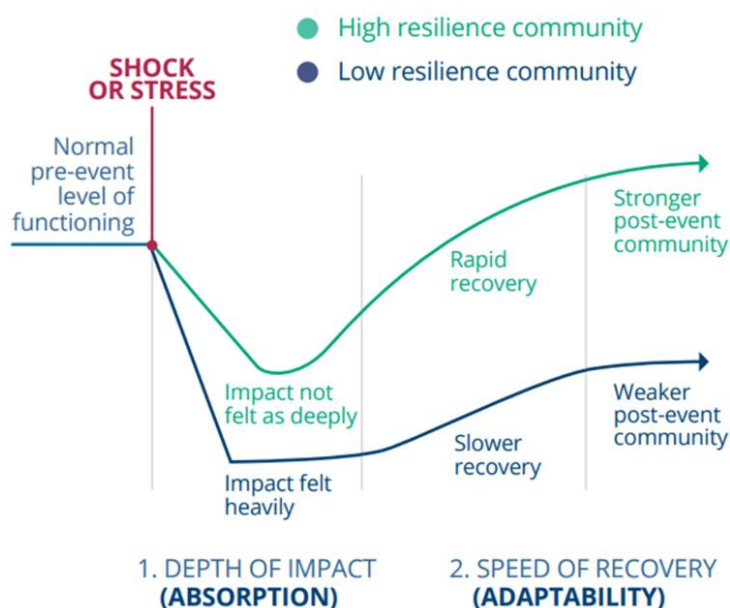 High resilience community
Low resilience community
SHOCK
OR STRESS
Normal
pre-event
level of
functioning
Stronger
post-event
community
Rapid
recovery
Impact not
felt as deeply
Weaker
post-event
community
Slower
recovery
Impact felt
heavily
1. DEPTH OF IMPACT
(ABSORPTION)
2. SPEED OF RECOVERY
(ADAPTABILITY)